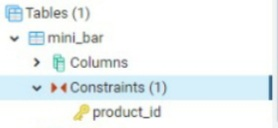 Tables (1)
mini_bar
Columns
Constraints (1)
product_id